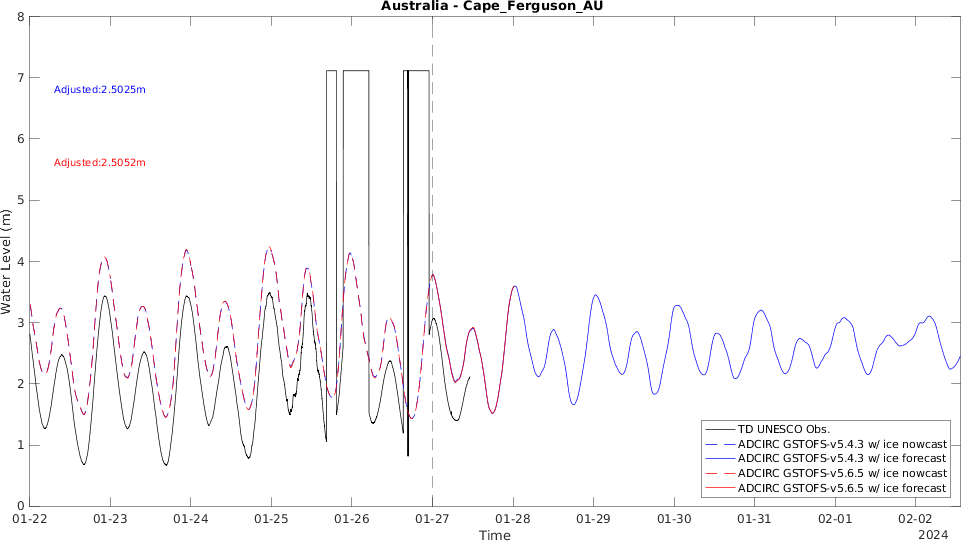 Australia - Cape_Ferguson_AU
8
7
6
5
4
3
2
1
0
Water Level (m)
Adjusted:2.5025m
Adjusted:2.5052m
TD UNESCO Obs.
ADCIRC GSTOFS-v5.4.3 w/ ice nowcast
ADCIRC GSTOFS-v5.4.3 w/ ice forecast
ADCIRC GSTOFS-v5.6.5 w/ ice nowcast
ADCIRC GSTOFS-v5.6.5 w/ ice forecast
01-22 01-23 01-24 01-25 01-26 01-27 01-28 01-29 01-30 01-31 02-01 02-02
Time
2024